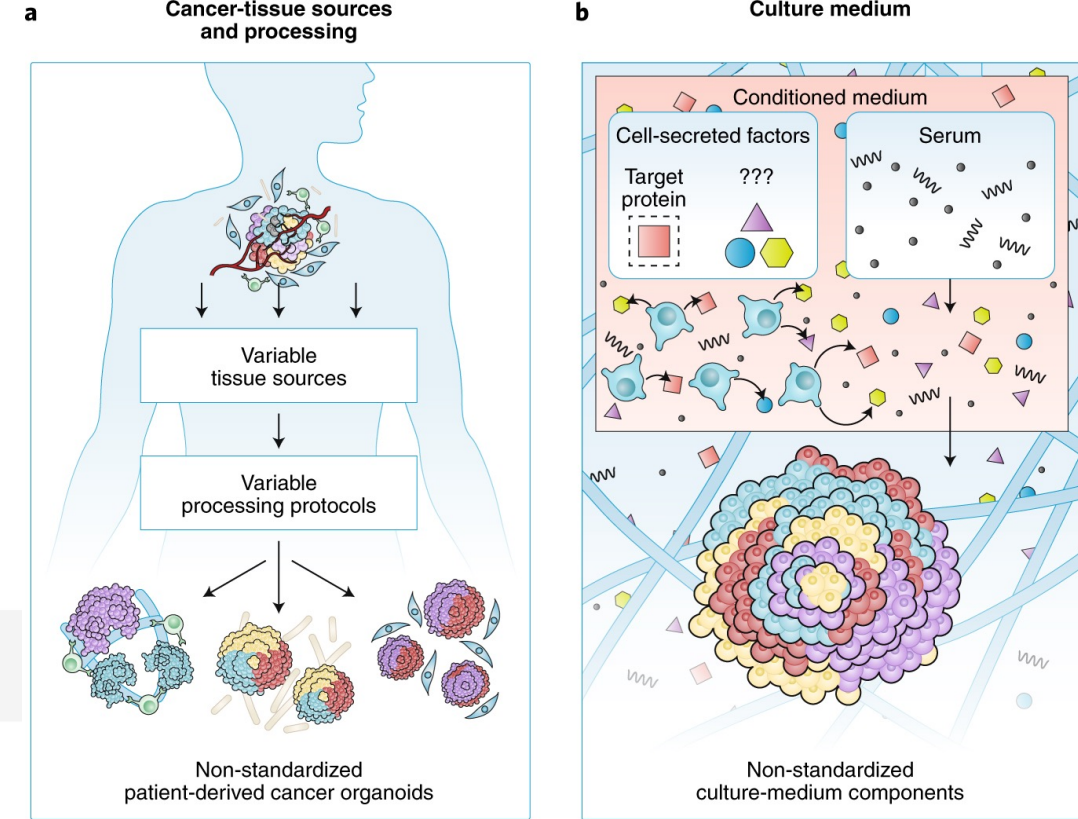 a
Cancer-tissue sources
and processing
Variable
tissue sources
Variable
processing protocols
Non-standardized
patient-derived cancer organoids
b
Culture medium
Conditioned medium
Cell-secreted factors
Target
protein
???
Serum
Non-standardized
culture-medium components